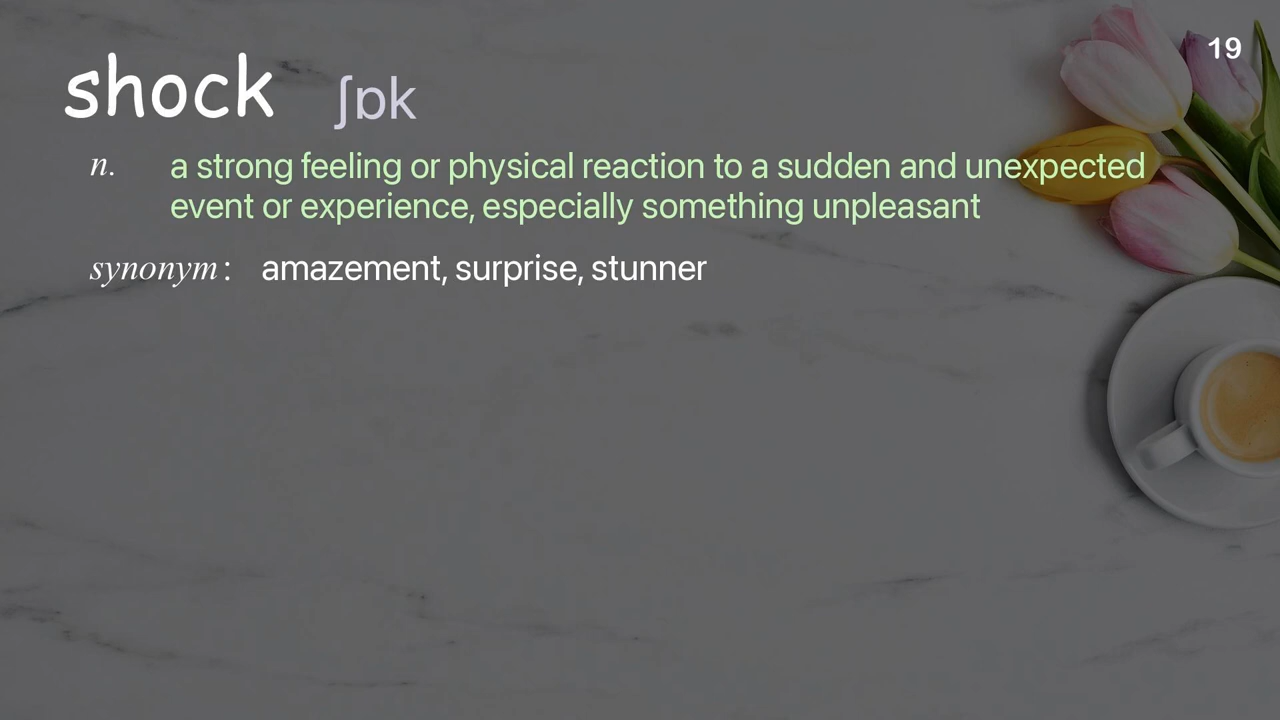 19
shock ʃɒk
n. a strong feeling or physical reaction to a sudden and unexpected
event or experience, especially something unpleasant
synonym : amazement, surprise, stunner